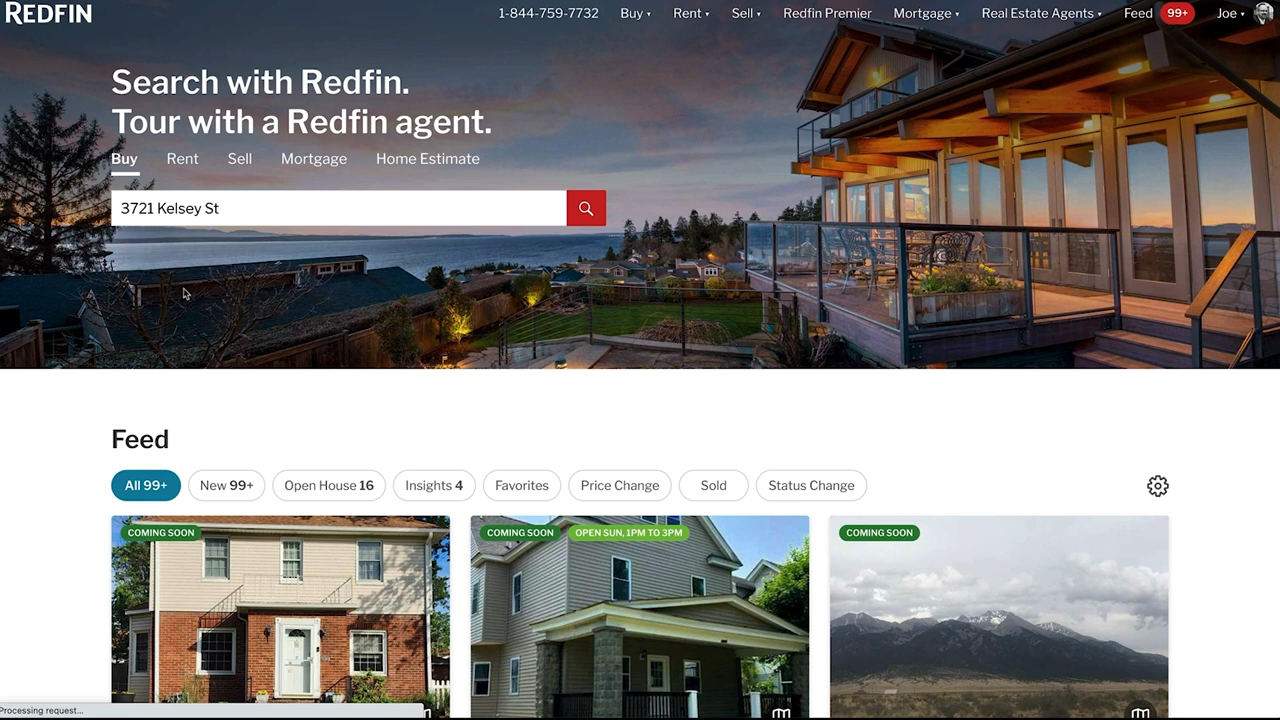 REDFIN
1-844-759-7732 Buy Rent Sell Redfin Premier Mortgage Real Estate Agents Feed 99+ Joe
Search with Redfin.
Tour with a Redfin agent.
Buy Rent Sell Mortgage Home Estimate
3721 Kelsey St
Feed
All 99+ New 99+ Open House 16 Insights 4 Favorites Price Change Sold Status Change
COMING SOON
COMING SOON OPEN SUN, 1PM TO 3PM
COMING SOON
Processing request...